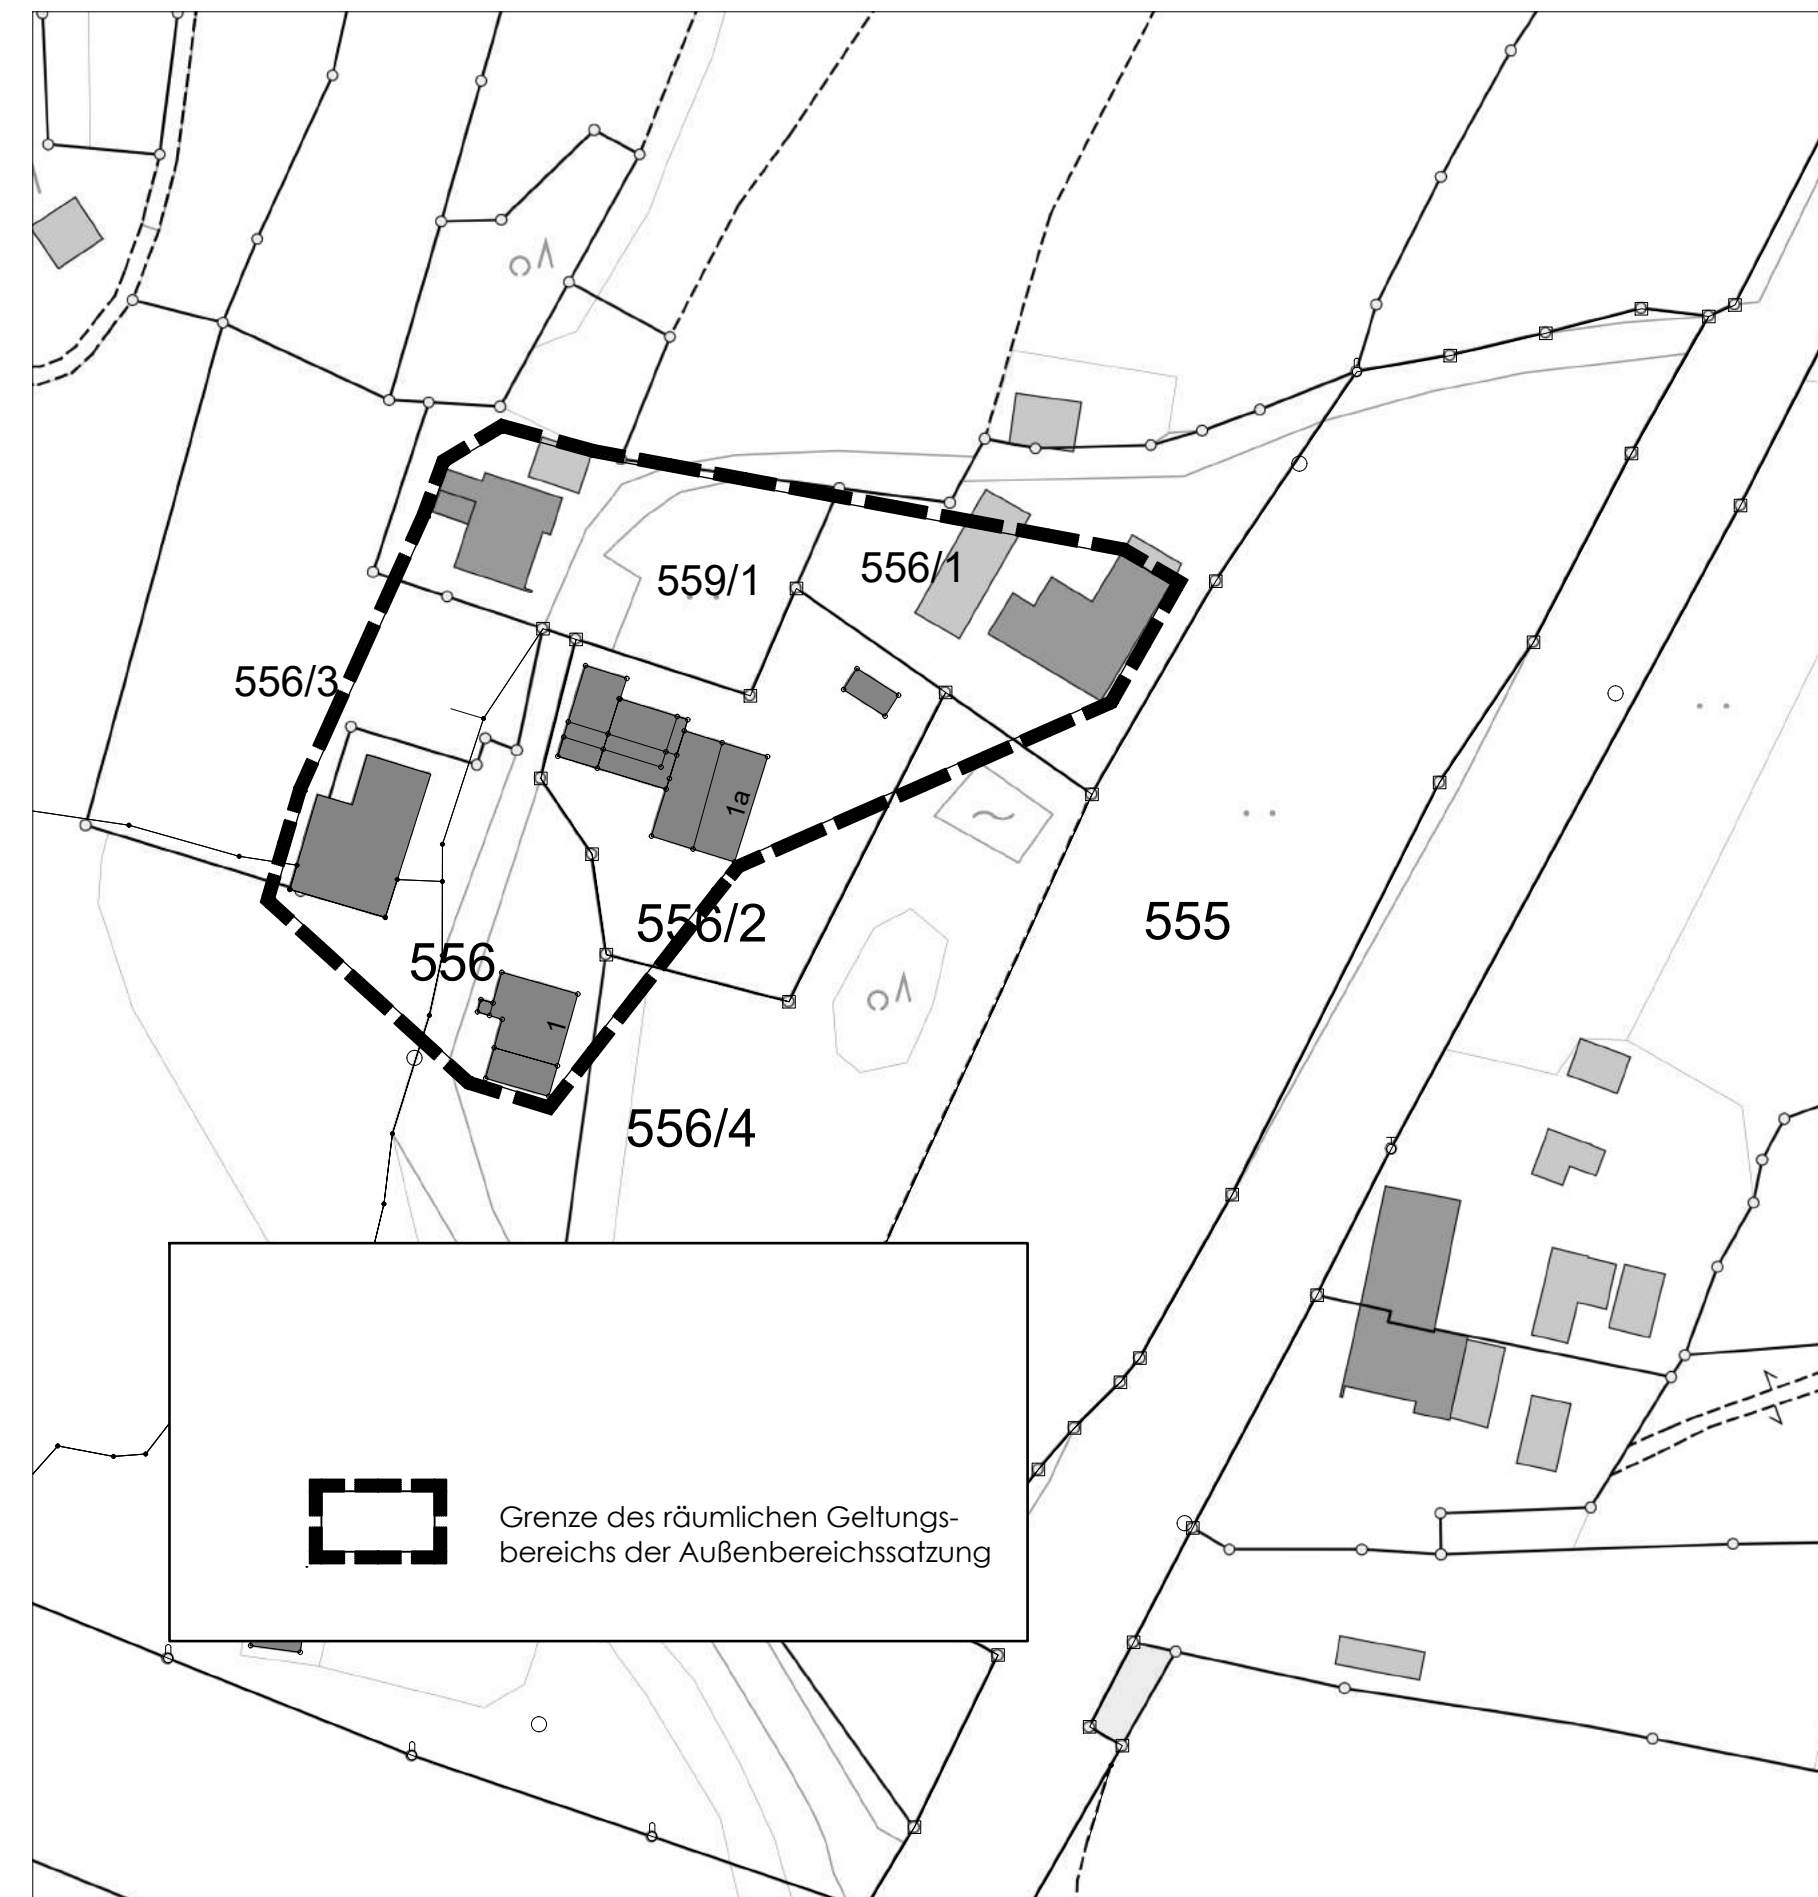 559/1
556/1
556/3
1a
556/2
555
556
1
556/4
Grenze des räumlichen Geltungs-
bereichs der Außenbereichssatzung